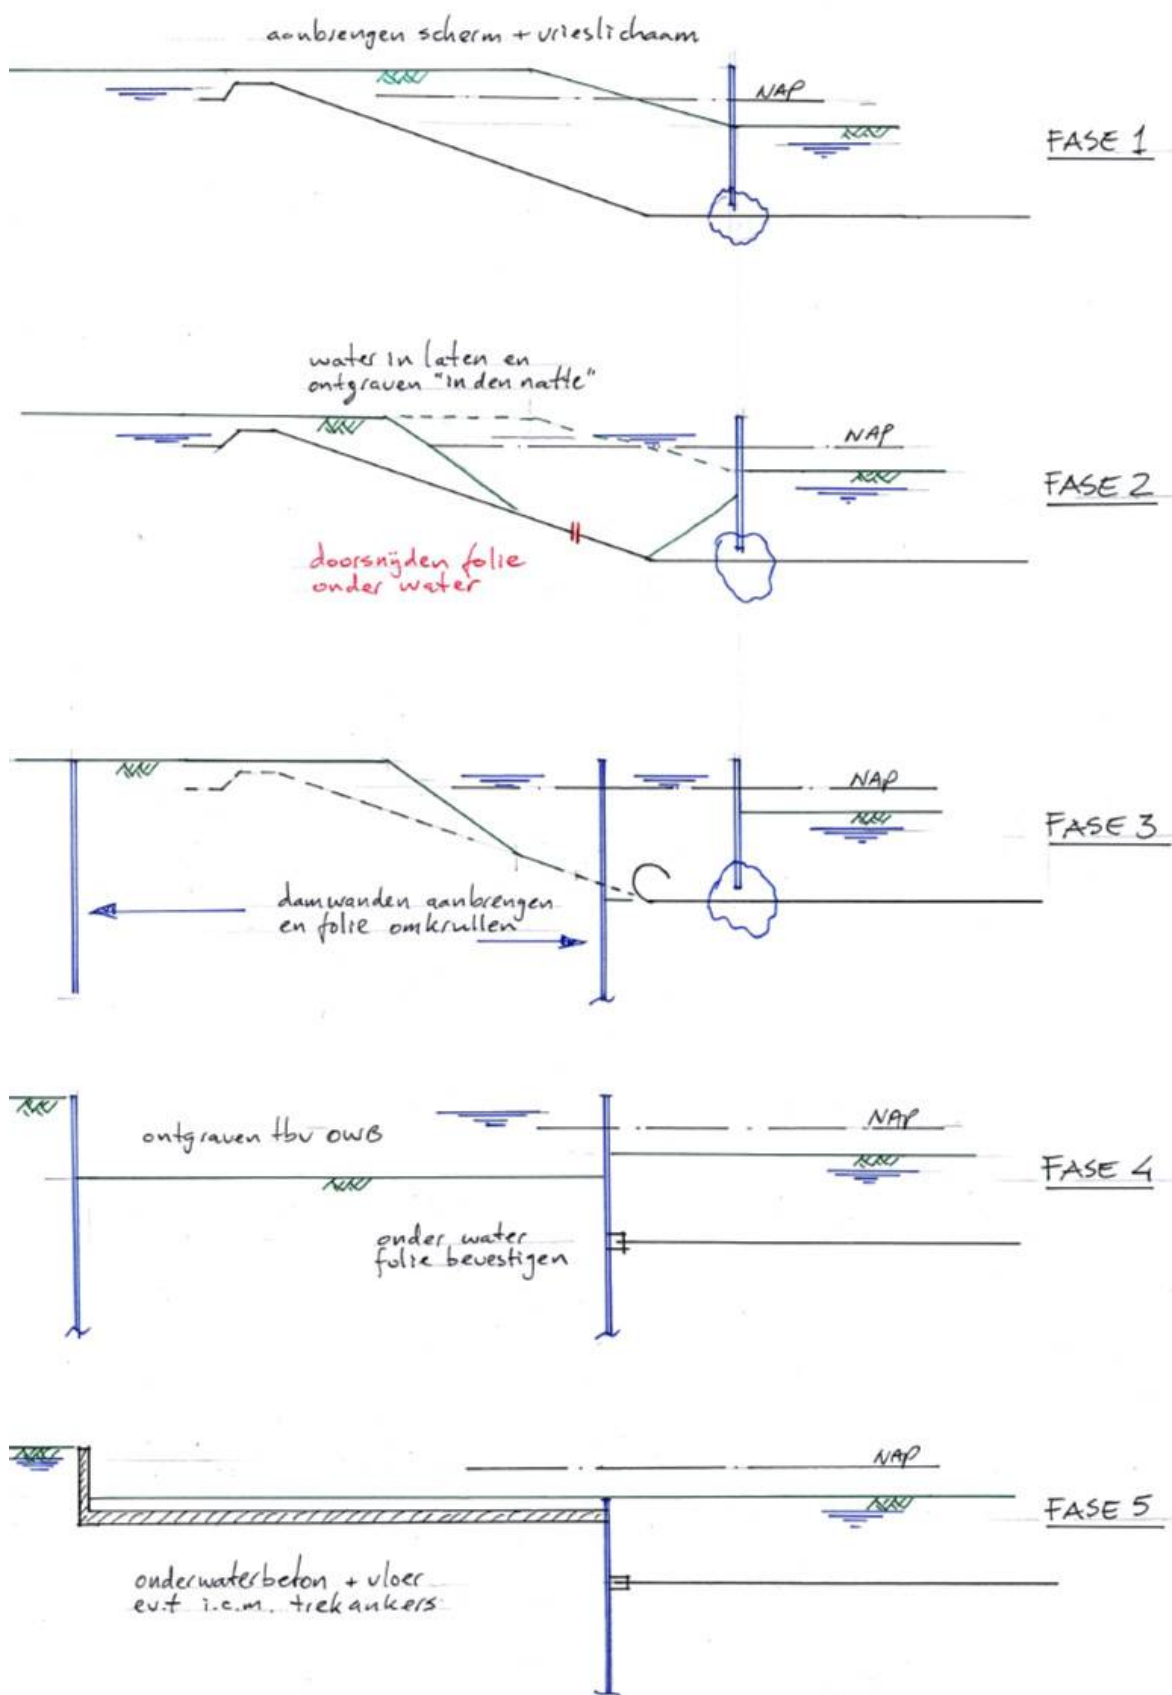 aanbrengen scherm + vrieslichaam
NAP
FASE 1
water in laten en
ontgraven "in den natte"
NAP
FASE 2
doorsnijden folie
onder water
NAP
FASE 3
damwanden aanbrengen
en folie omkrullen
NAP
ontgraven tbv OWB
FASE 4
onder water
folie bevestigen
NAP
FASE 5
onderwaterbeton + vloer
evt i.c.m. trekankers